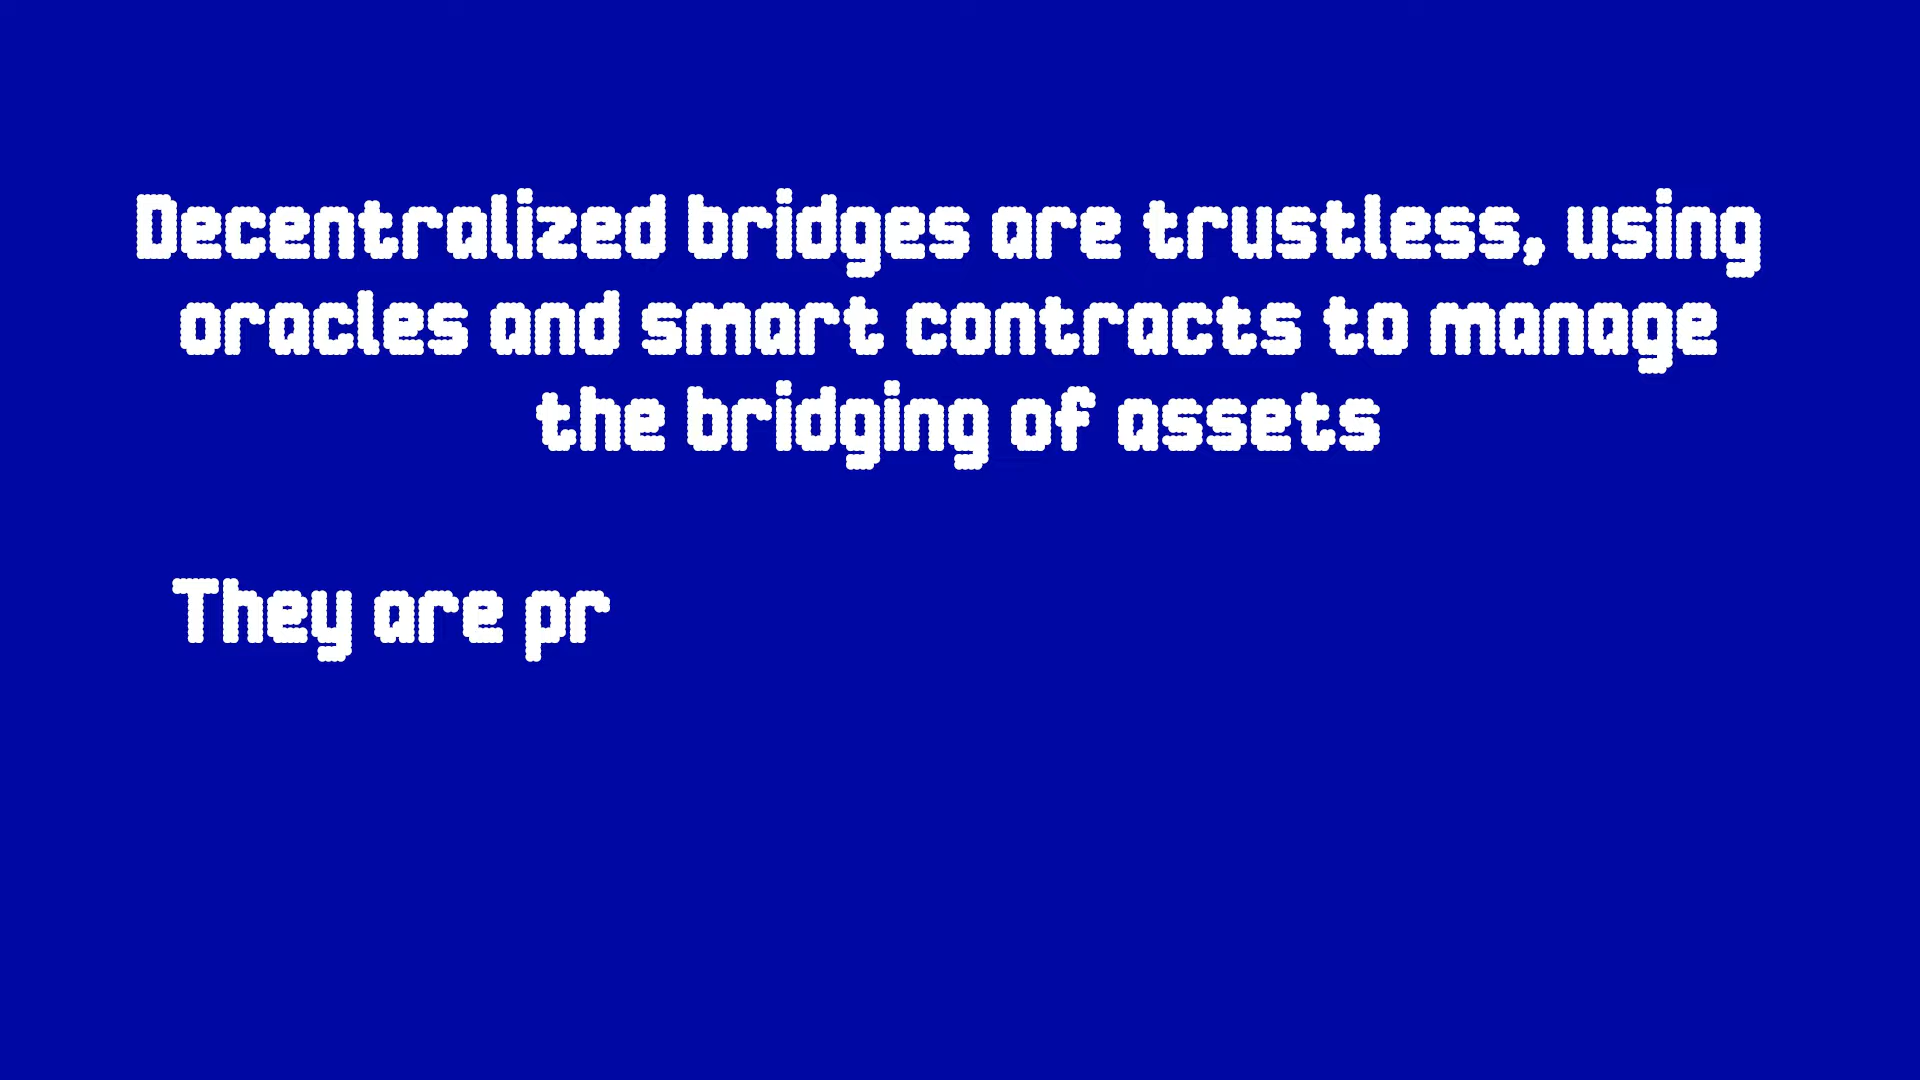 Decentralized bridges are trustless, using
oracles and smart contracts to manage
the bridging of assets
They are pr